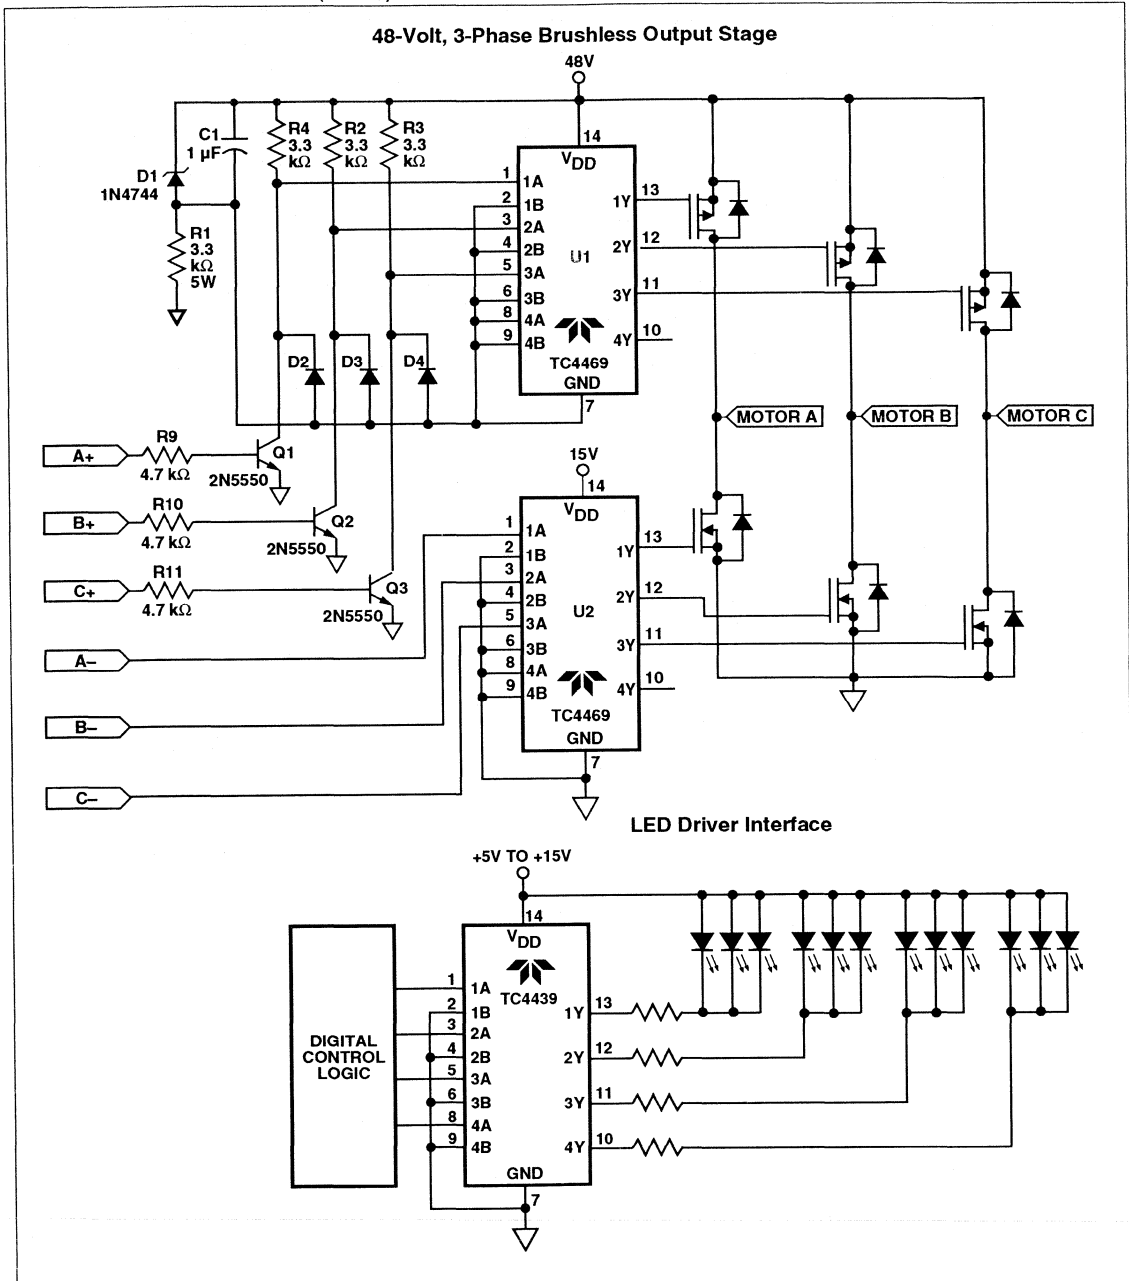 48-Volt, 3-Phase Brushless Output Stage
48V
C1
1 µF
R4
3.3
kΩ
R2
3.3
kΩ
R3
3.3
kΩ
D1
1N4744
R1
3.3
kΩ
5W
14
VDD
1 1A
2 1B
3 2A
4 2B
5 3A
6 3B
8 4A
9 4B
1Y 13
2Y 12
3Y 11
4Y 10
U1
TC4469
GND
7
D2
D3
D4
MOTOR A
MOTOR B
MOTOR C
A+
R9
4.7 kΩ
Q1
2N5550
B+
R10
4.7 kΩ
Q2
2N5550
C+
R11
4.7 kΩ
Q3
2N5550
A–
B–
C–
15V
14
VDD
1 1A
2 1B
3 2A
4 2B
5 3A
6 3B
8 4A
9 4B
1Y 13
2Y 12
3Y 11
4Y 10
U2
TC4469
GND
7
LED Driver Interface
+5V TO +15V
14
VDD
TC4439
DIGITAL
CONTROL
LOGIC
1 1A
2 1B
3 2A
4 2B
5 3A
6 3B
8 4A
9 4B
1Y 13
2Y 12
3Y 11
4Y 10
GND
7